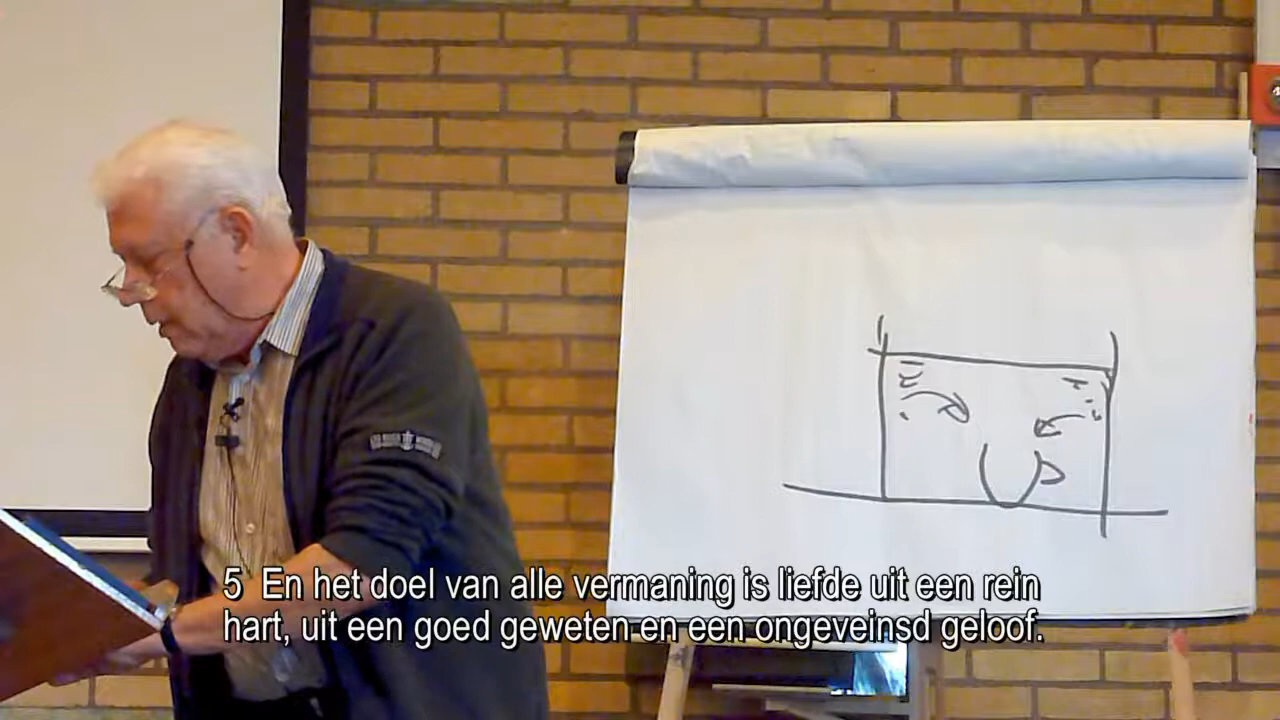 5 En het doel van alle vermaning is liefde uit een rein
hart, uit een goed geweten en een ongeveinsd geloof.